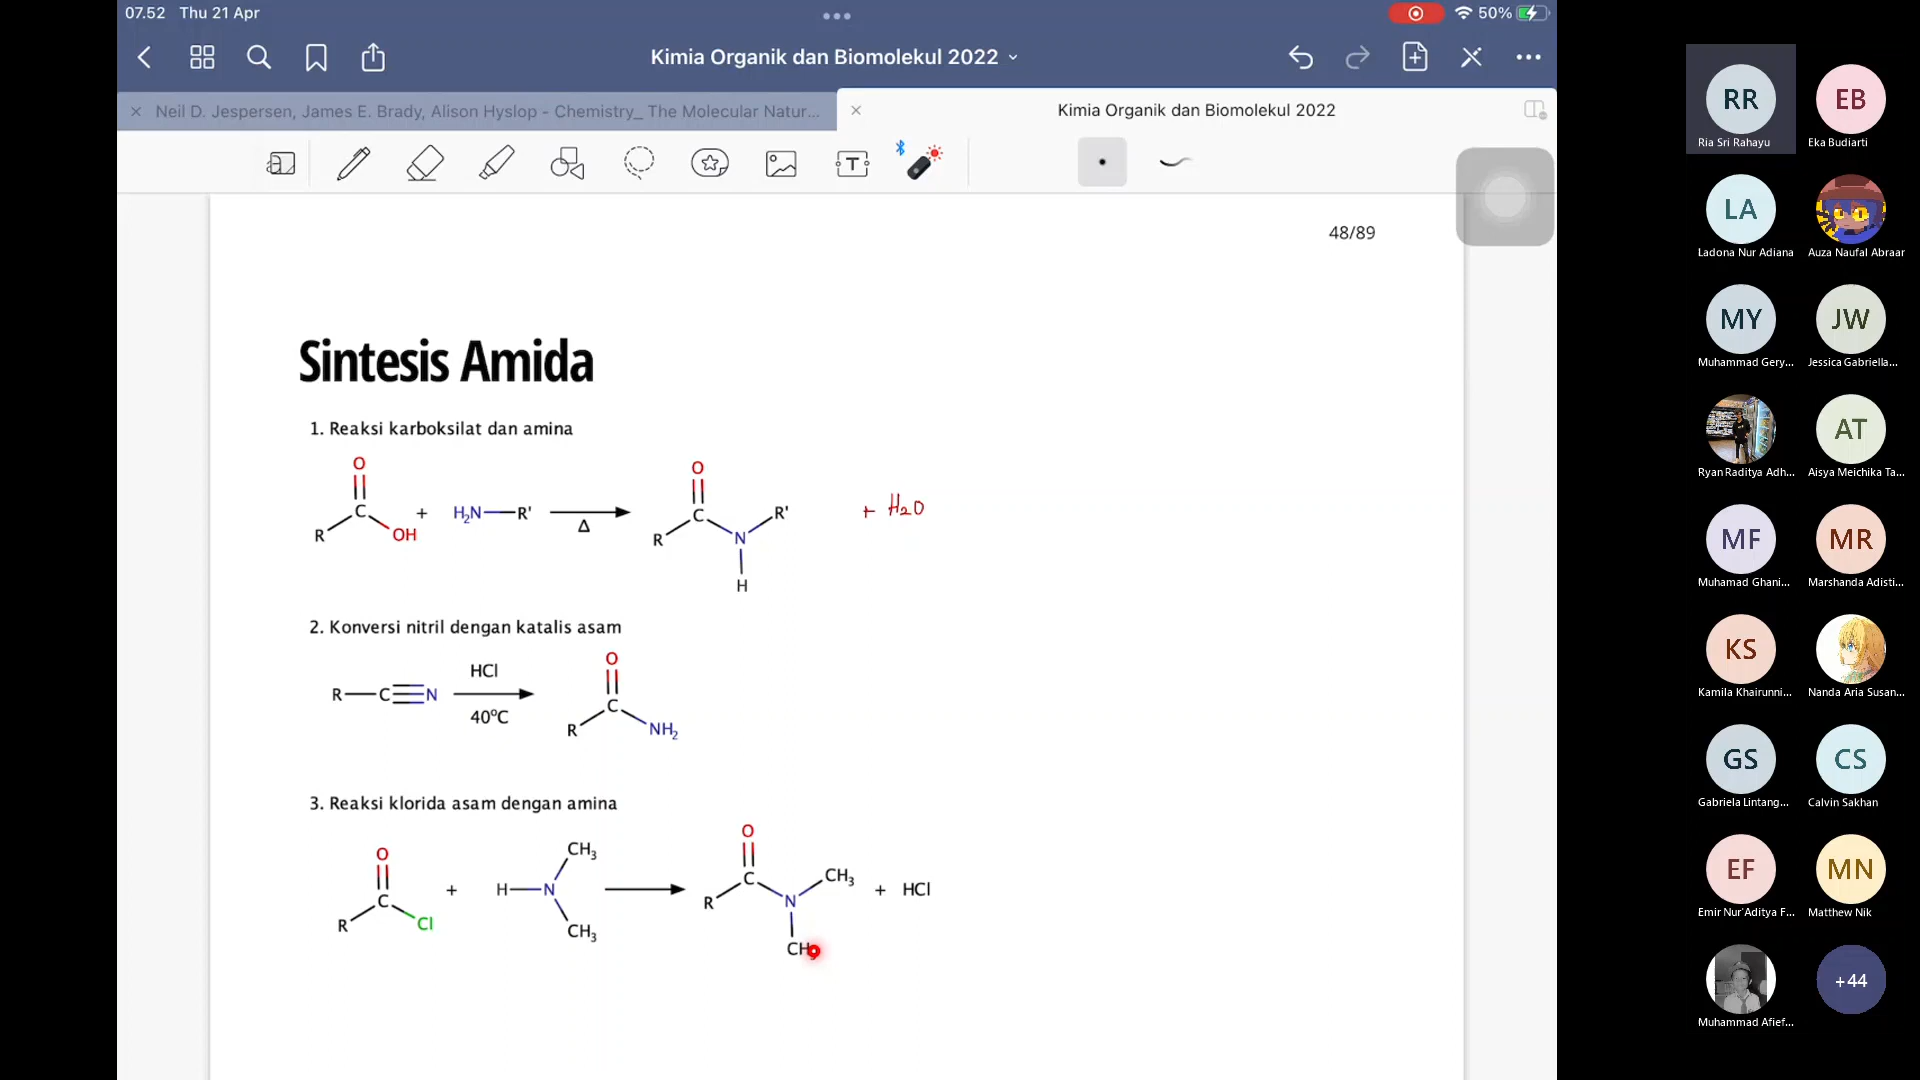 07.52 Thu 21 Apr
50%
Kimia Organik dan Biomolekul 2022
Neil D. Jespersen, James E. Brady, Alison Hyslop - Chemistry_ The Molecular Natur...
Kimia Organik dan Biomolekul 2022
48/89
Sintesis Amida
1. Reaksi karboksilat dan amina
O
R C OH + H₂N R' Δ
O
R C N R' H
+ H₂O
2. Konversi nitril dengan katalis asam
R C N HCl 40°C
O
R C NH₂
3. Reaksi klorida asam dengan amina
O
R C Cl + H N CH₃ CH₃
O
R C N CH₃ + HCl
RR
Ria Sri Rahayu
EB
Eka Budiarti
LA
Ladona Nur Adiana
Auza Naufal Abraar
MY
Muhammad Gery...
JW
Jessica Gabriella...
Ryan Raditya Adh...
AT
Aisya Meichika Ta...
MF
Muhamad Ghani...
MR
Marshanda Adisti...
KS
Kamila Khairunni...
Nanda Aria Susan...
GS
Gabriela Lintang...
CS
Calvin Sakhan
EF
Emir Nur'Aditya F...
MN
Matthew Nik
Muhammad Afief...
+44